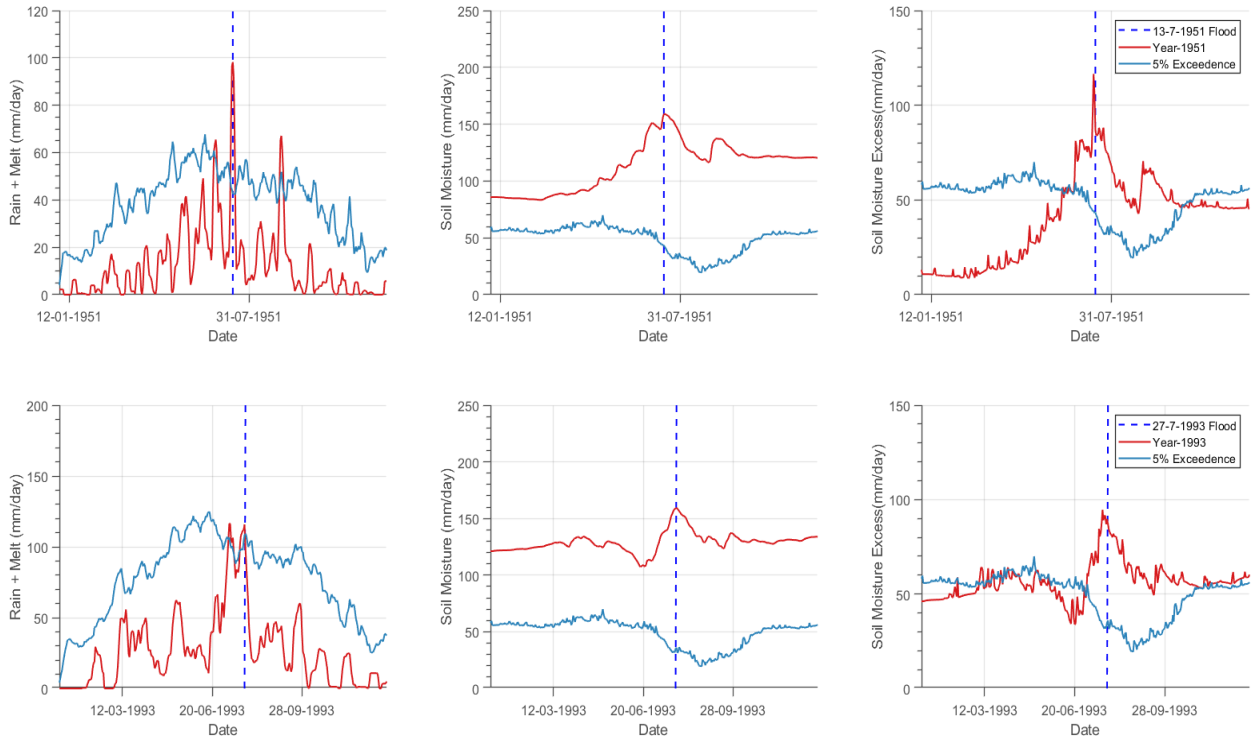 120
100
80
60
40
20
0
Rain + Melt (mm/day)
12-01-1951
31-07-1951
Date
250
200
150
100
50
0
Soil Moisture (mm/day)
12-01-1951
31-07-1951
Date
150
100
50
0
Soil Moisture Excess(mm/day)
12-01-1951
31-07-1951
Date
13-7-1951 Flood
Year-1951
5% Exceedence
200
150
100
50
0
Rain + Melt (mm/day)
12-03-1993
20-06-1993
28-09-1993
Date
250
200
150
100
50
0
Soil Moisture (mm/day)
12-03-1993
20-06-1993
28-09-1993
Date
150
100
50
0
Soil Moisture Excess(mm/day)
12-03-1993
20-06-1993
28-09-1993
Date
27-7-1993 Flood
Year-1993
5% Exceedence